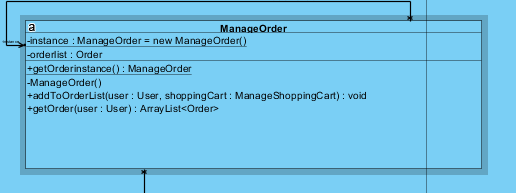 a
ManageOrder
-instance : ManageOrder = new ManageOrder()
-orderlist : Order
+getOrderinstance() : ManageOrder
-ManageOrder()
+addToOrderList(user : User, shoppingCart : ManageShoppingCart) : void
+getOrder(user : User) : ArrayList<Order>